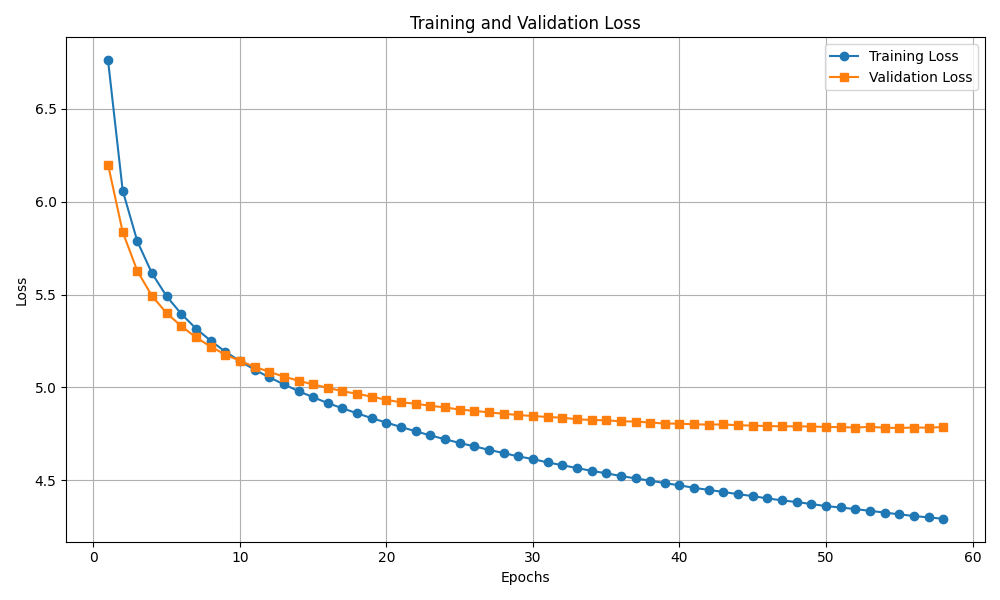 Training and Validation Loss
Training Loss
Validation Loss
Loss
6.5
6.0
5.5
5.0
4.5
0 10 20 30 40 50 60
Epochs